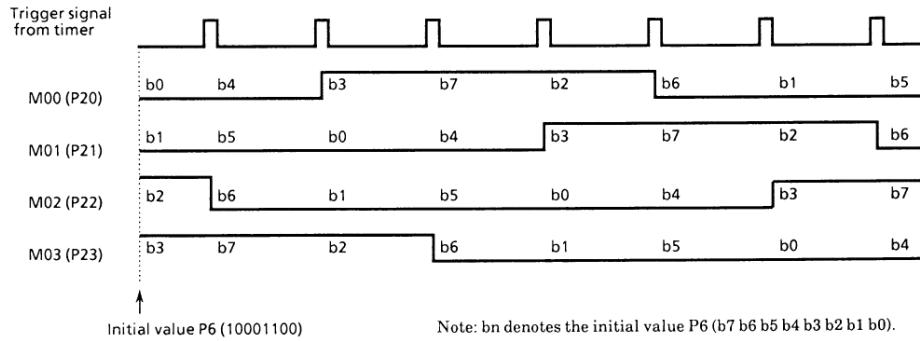 Trigger signal
from timer
b0 b4 b3 b7 b2 b6 b1 b5
M00 (P20)
b1 b5 b0 b4 b3 b7 b2 b6
M01 (P21)
b2 b6 b1 b5 b0 b4 b3 b7
M02 (P22)
b3 b7 b2 b6 b1 b5 b0 b4
M03 (P23)
Initial value P6 (10001100)
Note: bn denotes the initial value P6 (b7 b6 b5 b4 b3 b2 b1 b0).